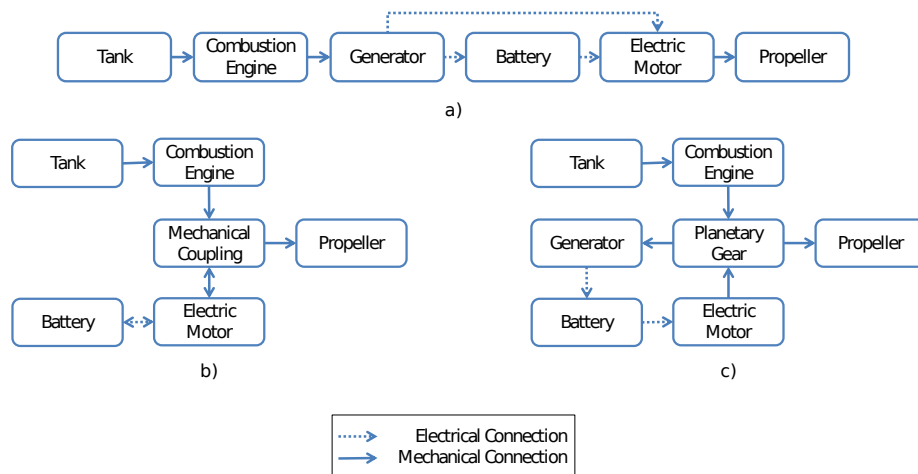 Tank
Combustion
Engine
Generator
Battery
Electric
Motor
Propeller
a)
Tank
Combustion
Engine
Mechanical
Coupling
Propeller
Battery
Electric
Motor
b)
Tank
Combustion
Engine
Generator
Planetary
Gear
Propeller
Battery
Electric
Motor
c)
Electrical Connection
Mechanical Connection